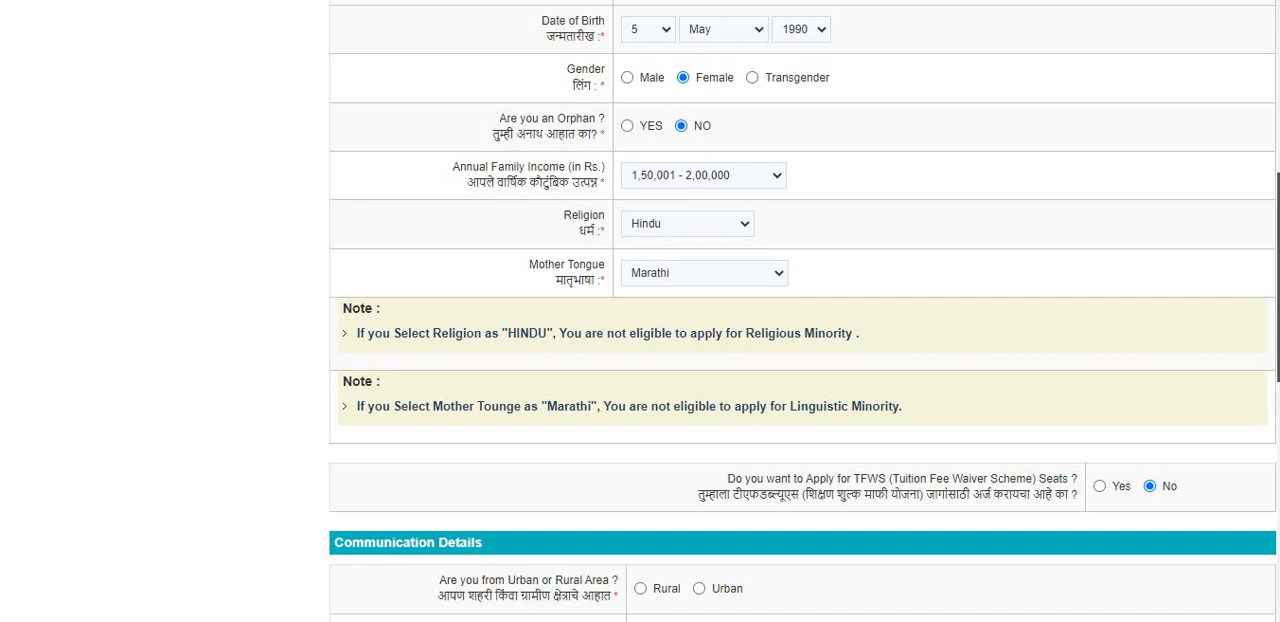 Date of Birth
जन्मतारीख :*
5 May 1990
Gender
लिंग : *
Male Female Transgender
Are you an Orphan ?
तुम्ही अनाथ आहात का? *
YES NO
Annual Family Income (in Rs.)
आपले वार्षिक कौटुंबिक उत्पन्न *
1,50,001 - 2,00,000
Religion
धर्म :*
Hindu
Mother Tongue
मातृभाषा :*
Marathi
Note :
If you Select Religion as "HINDU", You are not eligible to apply for Religious Minority .
Note :
If you Select Mother Tounge as "Marathi", You are not eligible to apply for Linguistic Minority.
Do you want to Apply for TFWS (Tuition Fee Waiver Scheme) Seats ?
तुम्हाला टीएफडब्ल्यूएस (शिक्षण शुल्क माफी योजना) जागांसाठी अर्ज करायचा आहे का ?
Yes No
Communication Details
Are you from Urban or Rural Area ?
आपण शहरी किंवा ग्रामीण क्षेत्राचे आहात *
Rural Urban